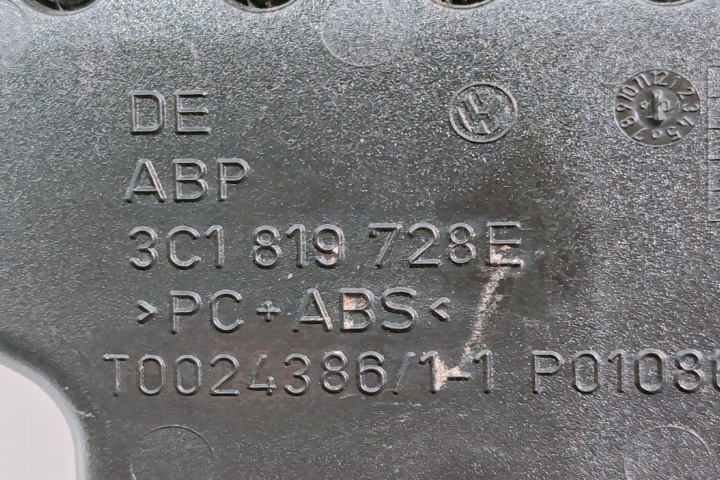 DE
ABP
3C1 819 728E
>PC+ABS<
T0024386/1-1 P0108